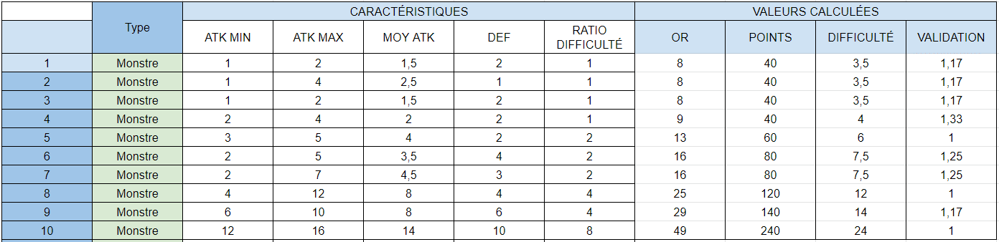 CARACTÉRISTIQUES VALEURS CALCULÉES
Type ATK MIN ATK MAX MOY ATK DEF RATIO DIFFICULTÉ OR POINTS DIFFICULTÉ VALIDATION
1 Monstre 1 2 1,5 2 1 8 40 3,5 1,17
2 Monstre 1 4 2,5 1 1 8 40 3,5 1,17
3 Monstre 1 2 1,5 2 1 8 40 3,5 1,17
4 Monstre 2 4 2 2 1 9 40 4 1,33
5 Monstre 3 5 4 2 2 13 60 6 1
6 Monstre 2 5 3,5 4 2 16 80 7,5 1,25
7 Monstre 2 7 4,5 3 2 16 80 7,5 1,25
8 Monstre 4 12 8 4 4 25 120 12 1
9 Monstre 6 10 8 6 4 29 140 14 1,17
10 Monstre 12 16 14 10 8 49 240 24 1